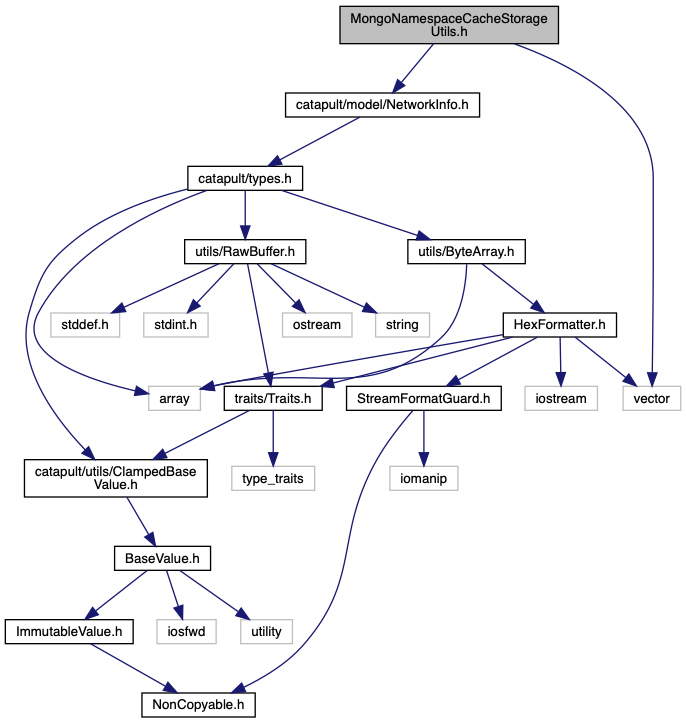 MongoNamespaceCacheStorage
Utils.h
catapult/model/NetworkInfo.h
catapult/types.h
utils/RawBuffer.h
utils/ByteArray.h
stddef.h
stdint.h
ostream
string
HexFormatter.h
array
traits/Traits.h
StreamFormatGuard.h
iostream
vector
catapult/utils/ClampedBase
Value.h
type_traits
iomanip
BaseValue.h
ImmutableValue.h
iosfwd
utility
NonCopyable.h